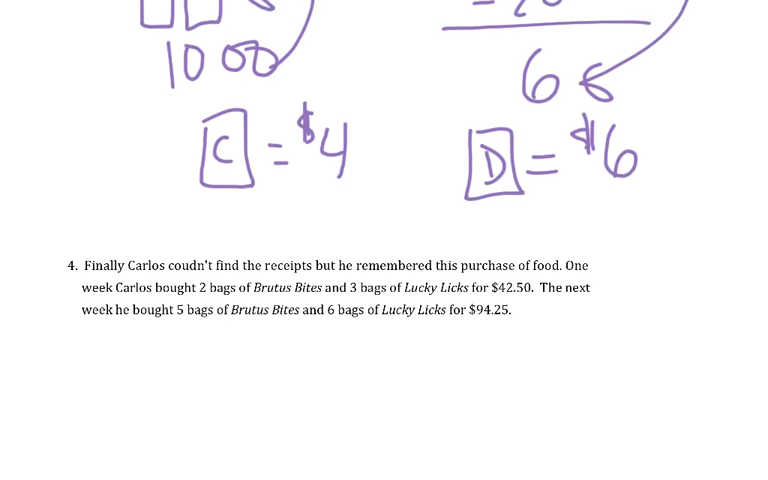 - 20
1000
6
C = $4
D = $6
4. Finally Carlos coudn't find the receipts but he remembered this purchase of food. One
week Carlos bought 2 bags of Brutus Bites and 3 bags of Lucky Licks for $42.50. The next
week he bought 5 bags of Brutus Bites and 6 bags of Lucky Licks for $94.25.